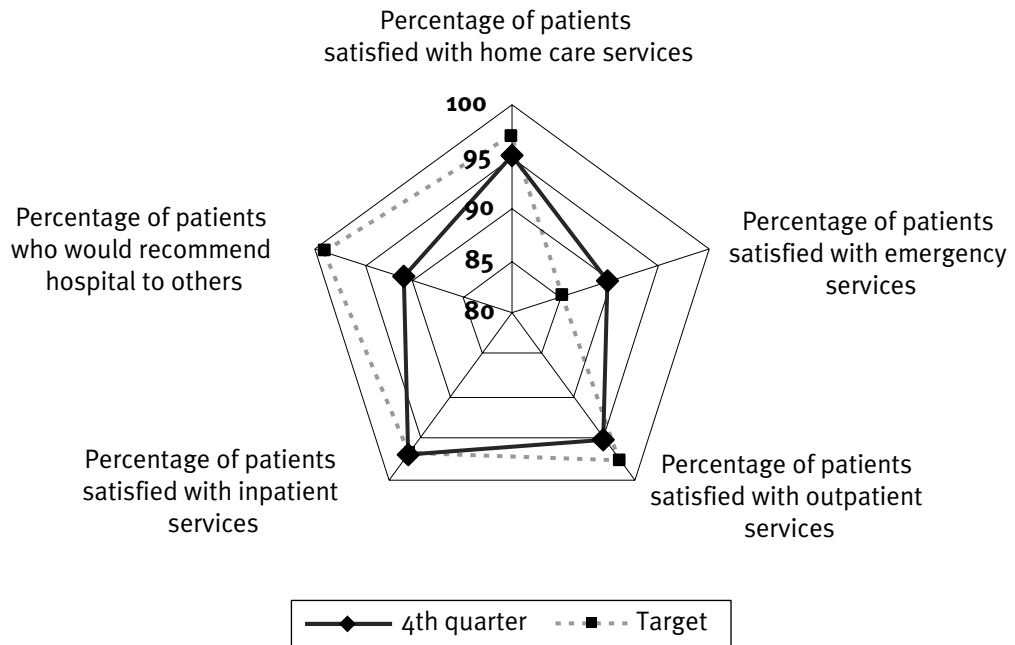 Percentage of patients
satisfied with home care services
100
95
90
85
80
Percentage of patients
who would recommend
hospital to others
Percentage of patients
satisfied with emergency
services
Percentage of patients
satisfied with inpatient
services
Percentage of patients
satisfied with outpatient
services
4th quarter
Target